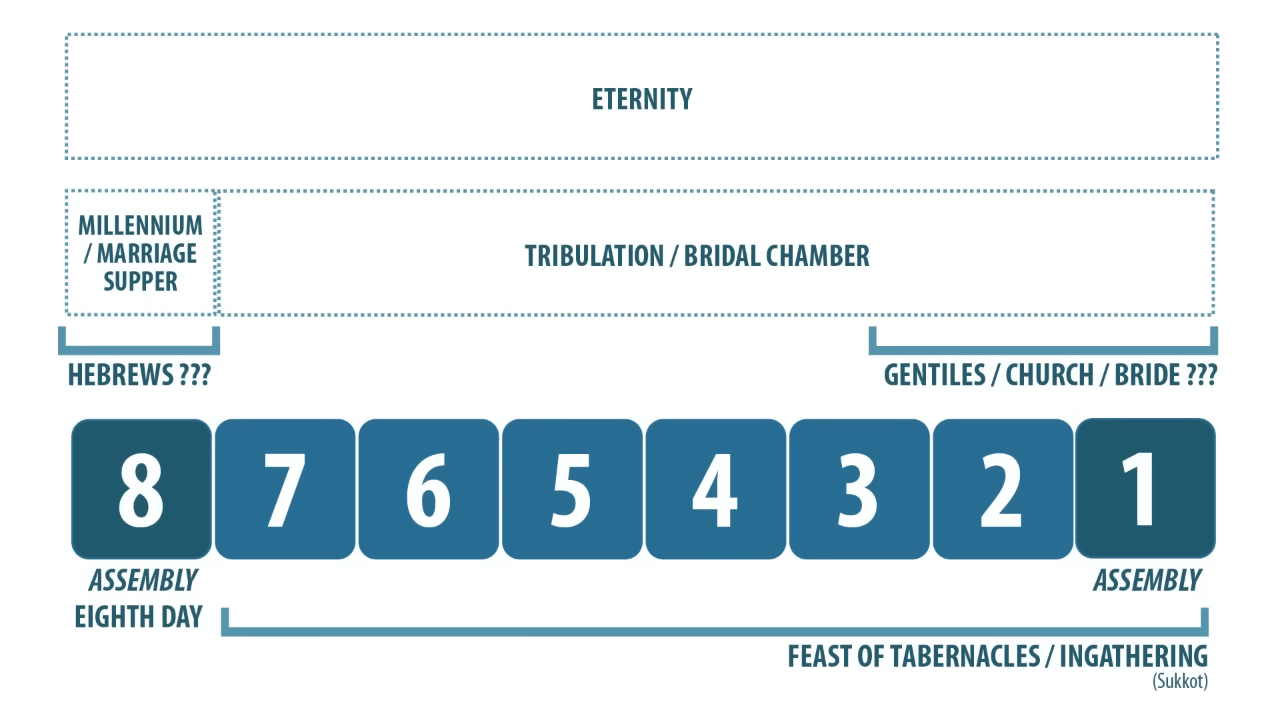 ETERNITY
MILLENNIUM
/ MARRIAGE
SUPPER
TRIBULATION / BRIDAL CHAMBER
HEBREWS ???
GENTILES / CHURCH / BRIDE ???
8 7 6 5 4 3 2 1
ASSEMBLY
EIGHTH DAY
ASSEMBLY
FEAST OF TABERNACLES / INGATHERING
(Sukkot)